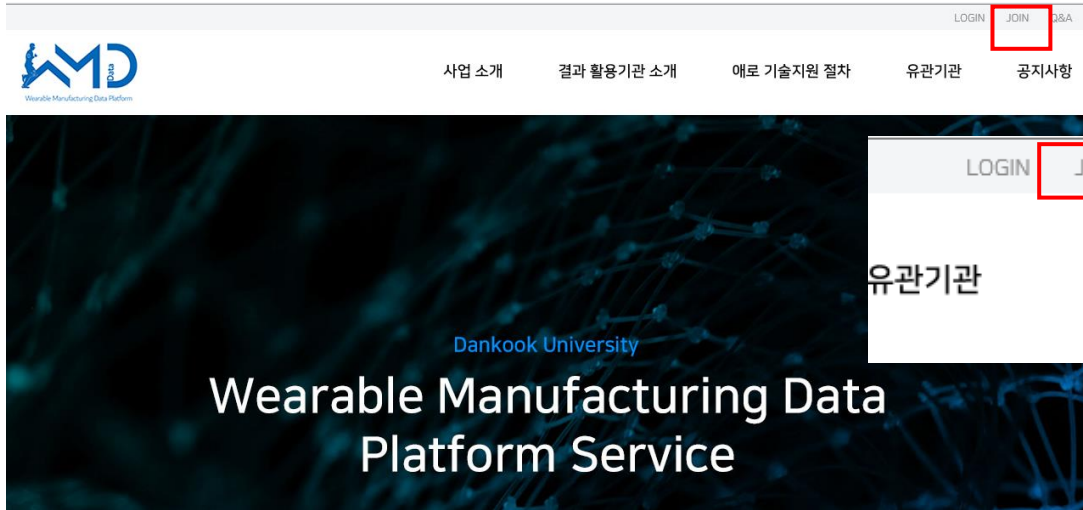 LOGIN JOIN Q&A
WMD Data
Wearable Manufacturing Data Platform
사업 소개 결과 활용기관 소개 애로 기술지원 절차 유관기관 공지사항
LOGIN
유관기관
Dankook University
Wearable Manufacturing Data
Platform Service